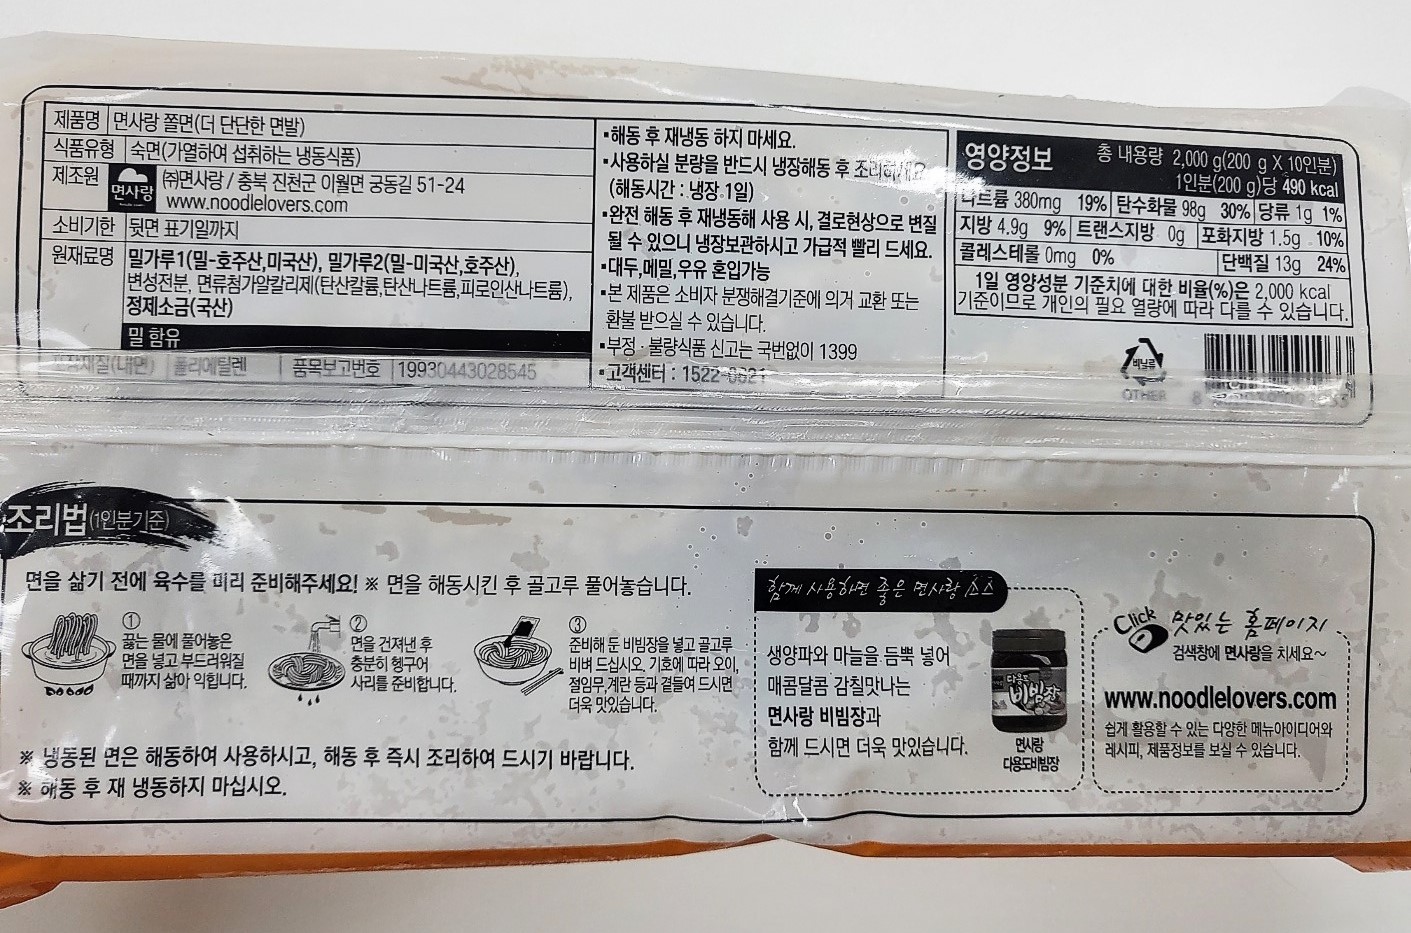 제품명 면사랑 쫄면(더 단단한 면발)
식품유형 숙면(가열하여 섭취하는 냉동식품)
제조원 면사랑 ㈜면사랑 / 충북 진천군 이월면 궁동길 51-24
www.noodlelovers.com
소비기한 뒷면 표기일까지
원재료명 밀가루1(밀-호주산,미국산), 밀가루2(밀-미국산,호주산),
변성전분, 면류첨가알칼리제(탄산칼륨,탄산나트륨,피로인산나트륨),
정제소금(국산)
밀 함유
포장재질(내면) 폴리에틸렌 품목보고번호 19930443028545
▪해동 후 재냉동 하지 마세요.
▪사용하실 분량을 반드시 냉장해동 후 조리하세요.
(해동시간 : 냉장 1일)
▪완전 해동 후 재냉동해 사용 시, 결로현상으로 변질
될 수 있으니 냉장보관하시고 가급적 빨리 드세요.
▪대두,메밀,우유 혼입가능
▪본 제품은 소비자 분쟁해결기준에 의거 교환 또는
환불 받으실 수 있습니다.
▪부정 · 불량식품 신고는 국번없이 1399
▪고객센터 : 1522-0821
영양정보 총 내용량 2,000 g(200 g X 10인분)
1인분(200 g)당 490 kcal
나트륨 380mg 19% 탄수화물 98g 30% 당류 1g 1%
지방 4.9g 9% 트랜스지방 0g 포화지방 1.5g 10%
콜레스테롤 0mg 0% 단백질 13g 24%
1일 영양성분 기준치에 대한 비율(%)은 2,000 kcal
기준이므로 개인의 필요 열량에 따라 다를 수 있습니다.
비닐류
OTHER
조리법(1인분기준)
면을 삶기 전에 육수를 미리 준비해주세요! ※ 면을 해동시킨 후 골고루 풀어놓습니다.
①
끓는 물에 풀어놓은
면을 넣고 부드러워질
때까지 삶아 익힙니다.
②
면을 건져낸 후
충분히 헹구어
사리를 준비합니다.
③
준비해 둔 비빔장을 넣고 골고루
비벼 드십시오. 기호에 따라 오이,
절임무,계란 등과 곁들여 드시면
더욱 맛있습니다.
※ 냉동된 면은 해동하여 사용하시고, 해동 후 즉시 조리하여 드시기 바랍니다.
※ 해동 후 재 냉동하지 마십시오.
함께 사용하면 좋은 면사랑 소스
생양파와 마늘을 듬뿍 넣어
매콤달콤 감칠맛나는
면사랑 비빔장과
함께 드시면 더욱 맛있습니다.
다용도
비빔장
면사랑
다용도비빔장
Click 맛있는 홈페이지
검색창에 면사랑을 치세요~
www.noodlelovers.com
쉽게 활용할 수 있는 다양한 메뉴아이디어와
레시피, 제품정보를 보실 수 있습니다.